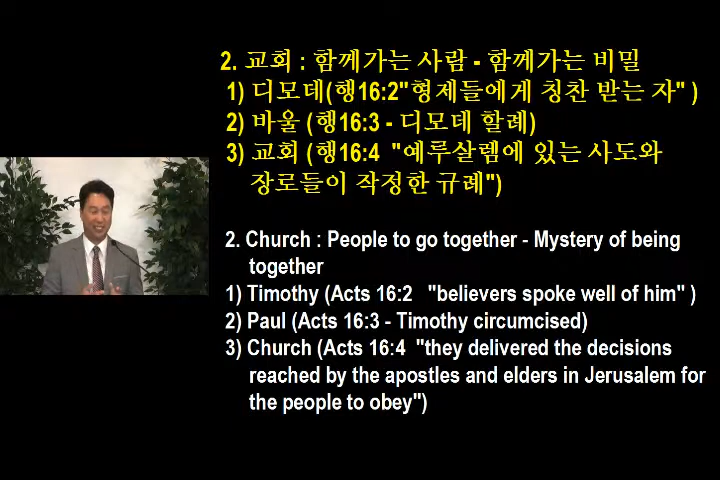 2. 교회 : 함께가는 사람 - 함께가는 비밀
1) 디모데(행16:2"형제들에게 칭찬 받는 자" )
2) 바울 (행16:3 - 디모데 할례)
3) 교회 (행16:4 "예루살렘에 있는 사도와
장로들이 작정한 규례")
2. Church : People to go together - Mystery of being
together
1) Timothy (Acts 16:2 "believers spoke well of him" )
2) Paul (Acts 16:3 - Timothy circumcised)
3) Church (Acts 16:4 "they delivered the decisions
reached by the apostles and elders in Jerusalem for
the people to obey")